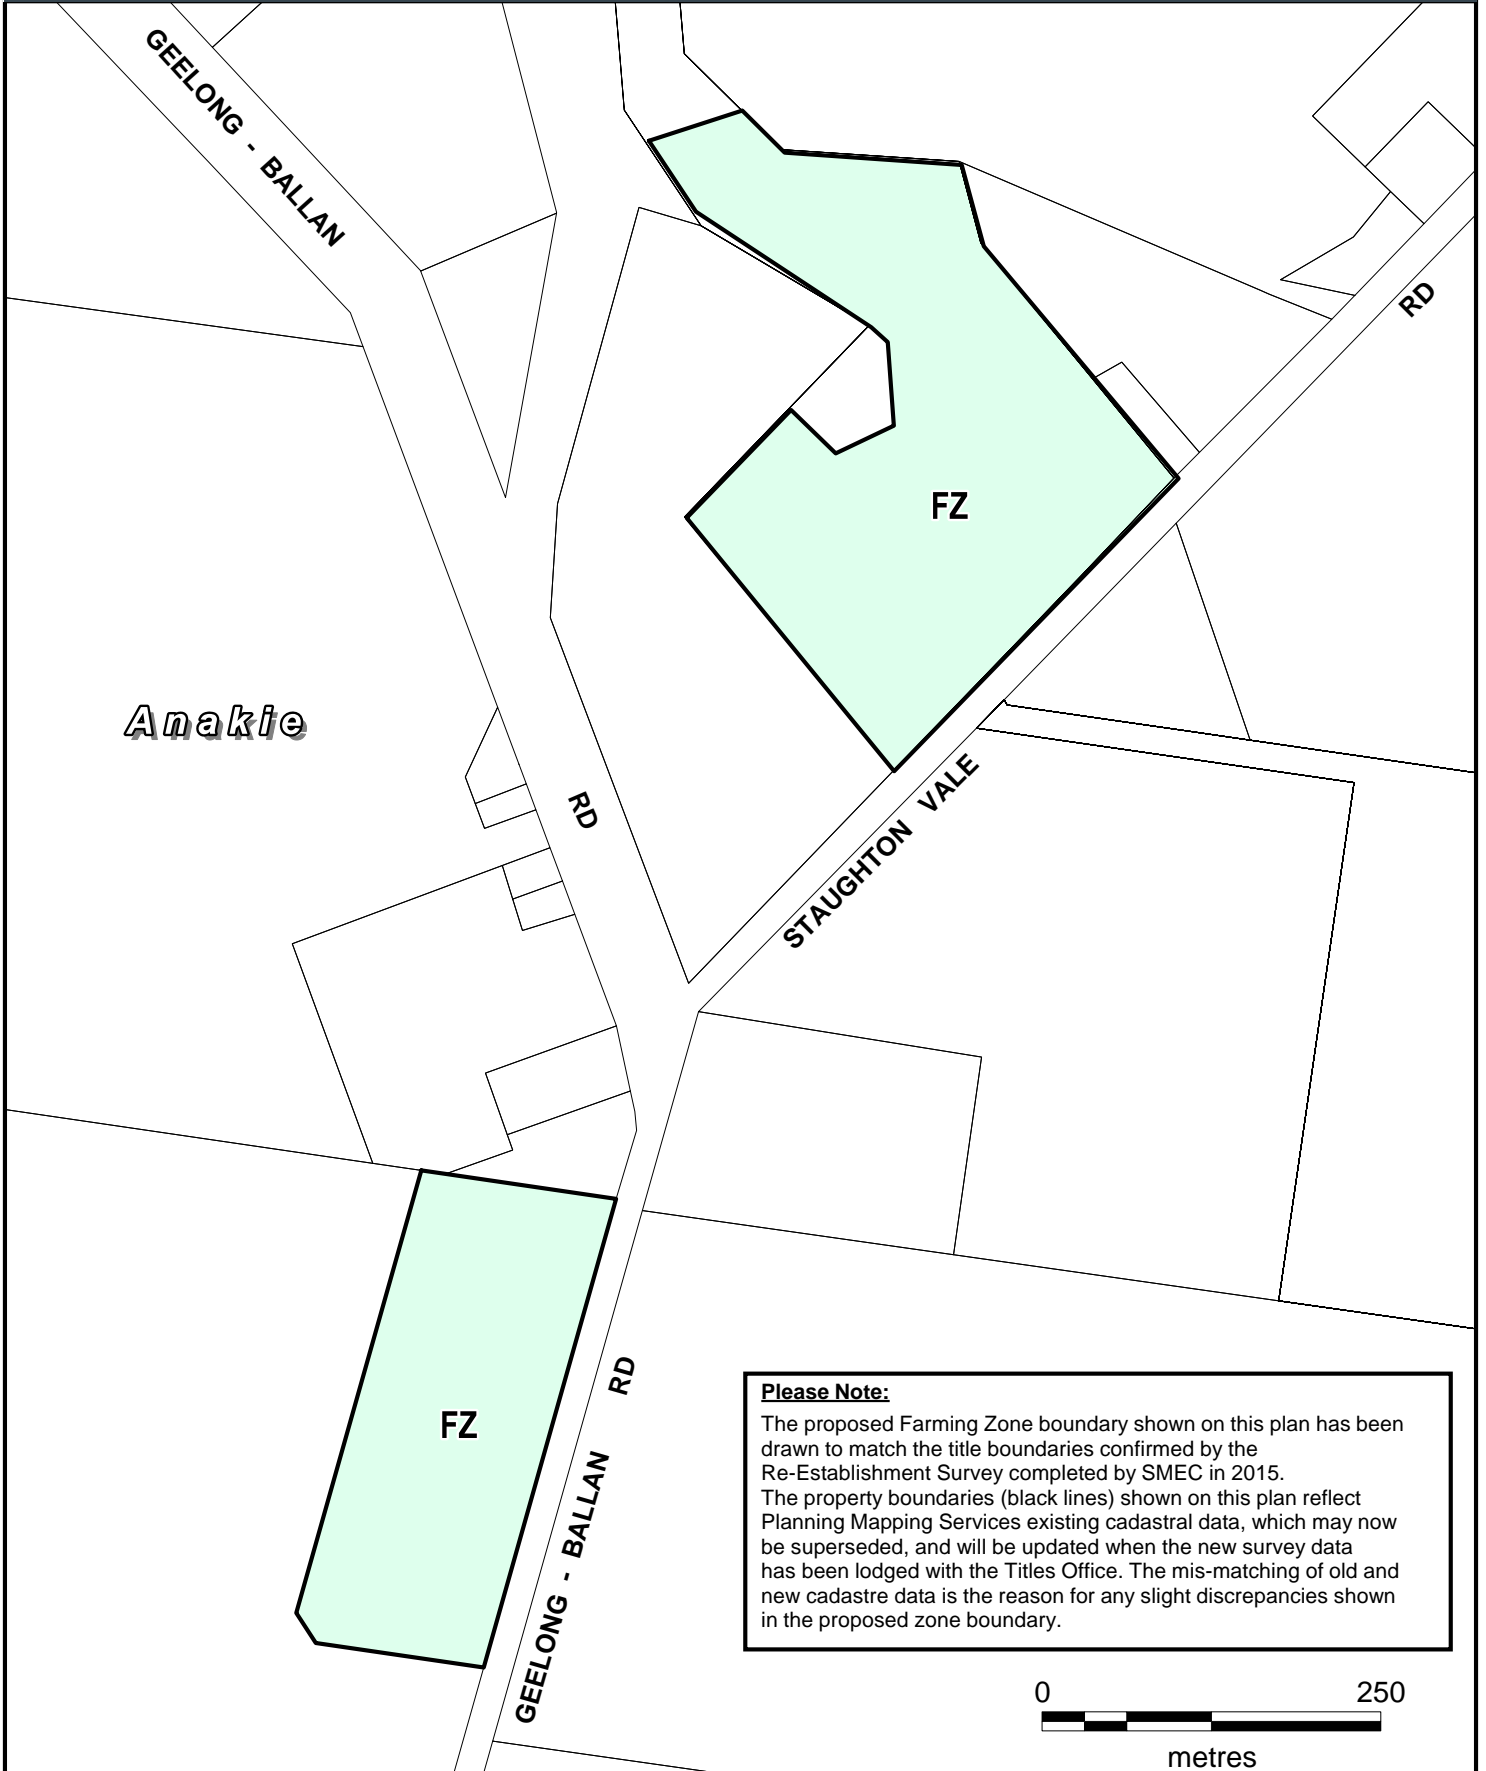 GEELONG - BALLAN
RD
FZ
Anakie
RD
STAUGHTON VALE
RD
FZ
GEELONG - BALLAN
Please Note:
The proposed Farming Zone boundary shown on this plan has been
drawn to match the title boundaries confirmed by the
Re-Establishment Survey completed by SMEC in 2015.
The property boundaries (black lines) shown on this plan reflect
Planning Mapping Services existing cadastral data, which may now
be superseded, and will be updated when the new survey data
has been lodged with the Titles Office. The mis-matching of old and
new cadastre data is the reason for any slight discrepancies shown
in the proposed zone boundary.
0 250
metres